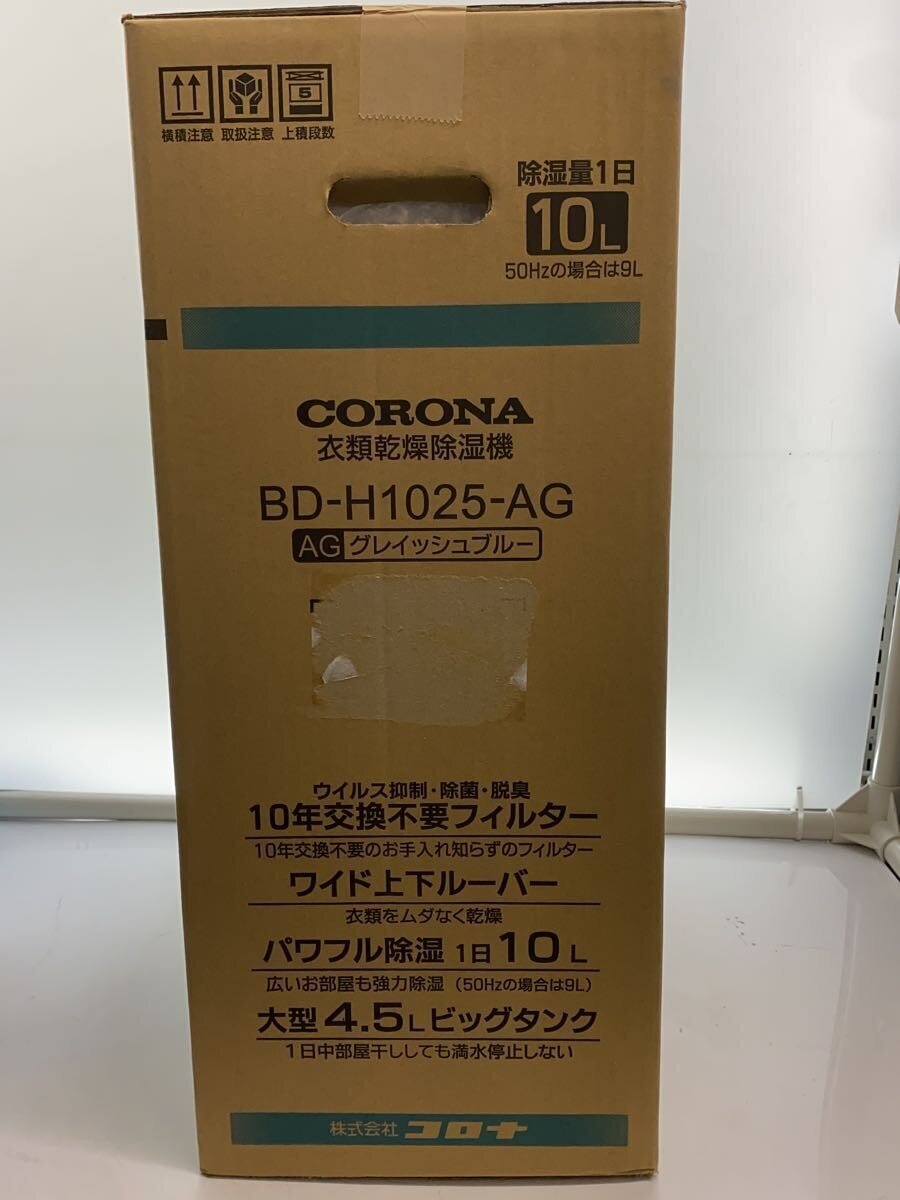 5
横積注意 取扱注意 上積段数
除湿量1日
10L
50Hzの場合は9L
CORONA
衣類乾燥除湿機
BD-H1025-AG
AG グレイッシュブルー
ウイルス抑制・除菌・脱臭
10年交換不要フィルター
10年交換不要のお手入れ知らずのフィルター
ワイド上下ルーバー
衣類をムダなく乾燥
パワフル除湿 1日10L
広いお部屋も強力除湿(50Hzの場合は9L)
大型4.5Lビッグタンク
1日中部屋干ししても満水停止しない
株式会社 コロナ